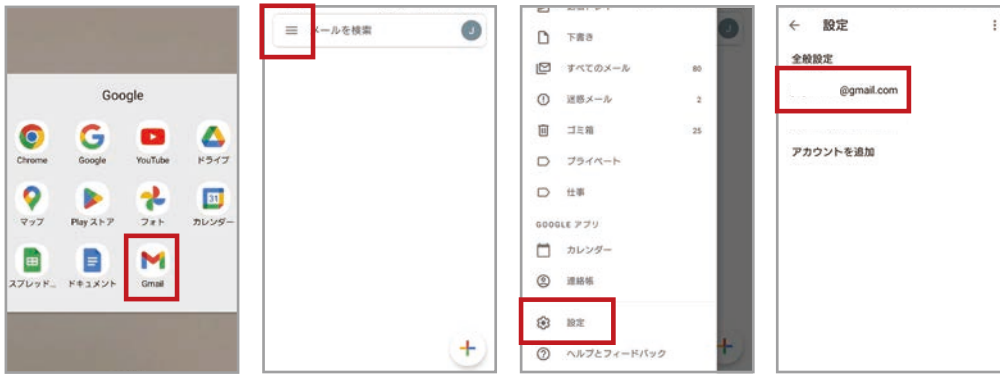 Google
Chrome
Google
YouTube
ドライブ
マップ
Play ストア
フォト
カレンダー
スプレッド…
ドキュメント
Gmail
メールを検索
J
下書き
すべてのメール 80
迷惑メール 2
ゴミ箱 25
プライベート
仕事
GOOGLE アプリ
カレンダー
連絡帳
設定
ヘルプとフィードバック
← 設定
全般設定
@gmail.com
アカウントを追加